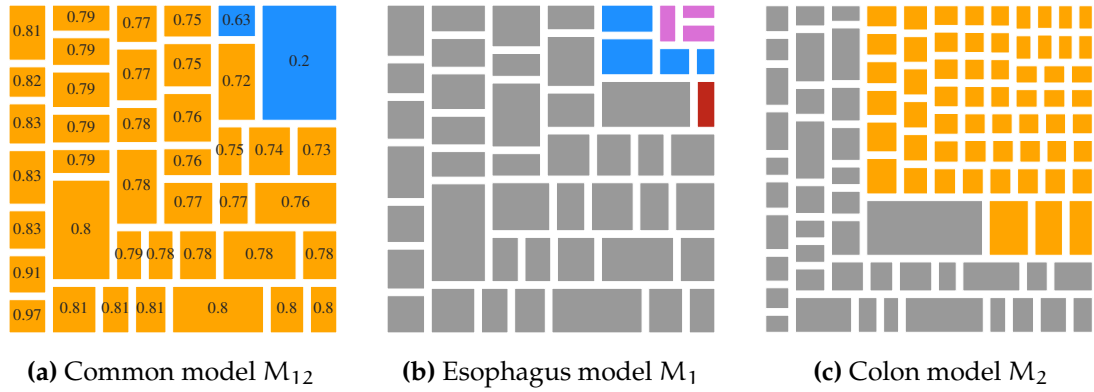 0.81 0.79 0.77 0.75 0.63 0.2
0.79 0.75 0.72
0.82 0.79 0.77
0.83 0.79 0.78 0.76
0.83 0.79 0.76 0.75 0.74 0.73
0.78
0.83 0.8 0.77 0.77 0.76
0.91 0.79 0.78 0.78 0.78 0.78
0.97 0.81 0.81 0.81 0.8 0.8 0.8
(a) Common model M₁₂ (b) Esophagus model M₁ (c) Colon model M₂